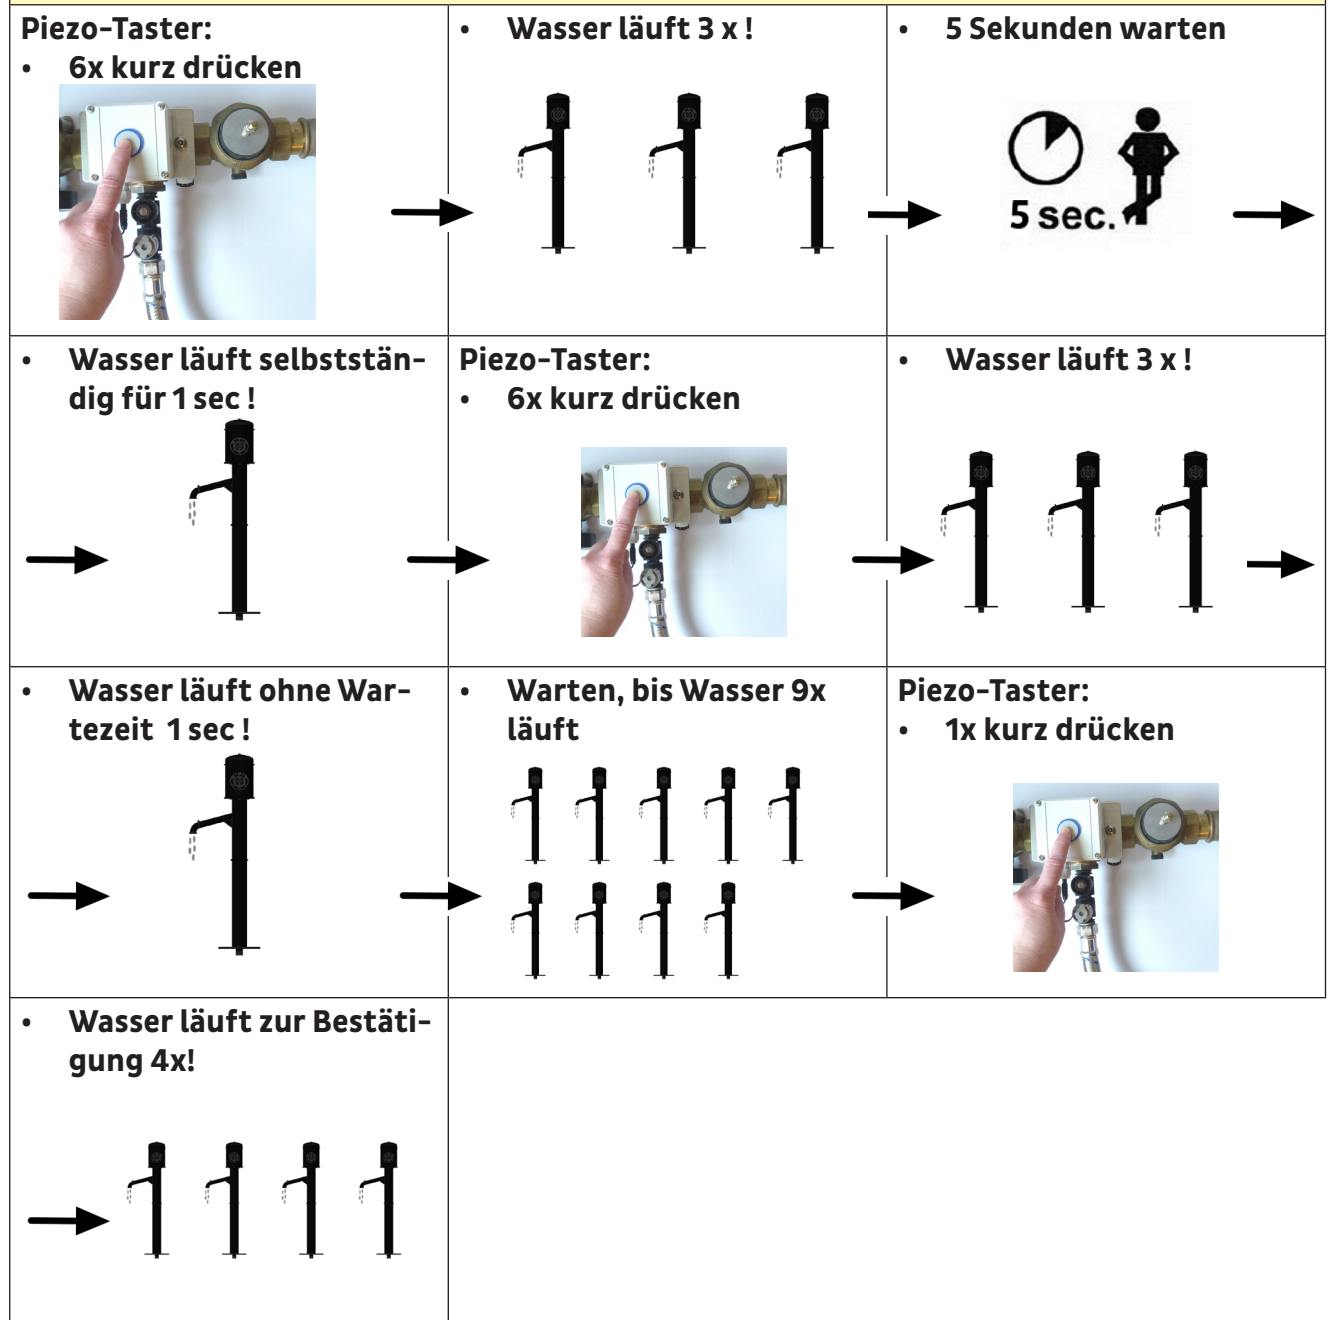 Piezo-Taster:
• 6x kurz drücken
• Wasser läuft 3 x !
• 5 Sekunden warten
5 sec.
• Wasser läuft selbststän-
dig für 1 sec !
Piezo-Taster:
• 6x kurz drücken
• Wasser läuft 3 x !
• Wasser läuft ohne War-
tezeit 1 sec !
• Warten, bis Wasser 9x
läuft
Piezo-Taster:
• 1x kurz drücken
• Wasser läuft zur Bestäti-
gung 4x!